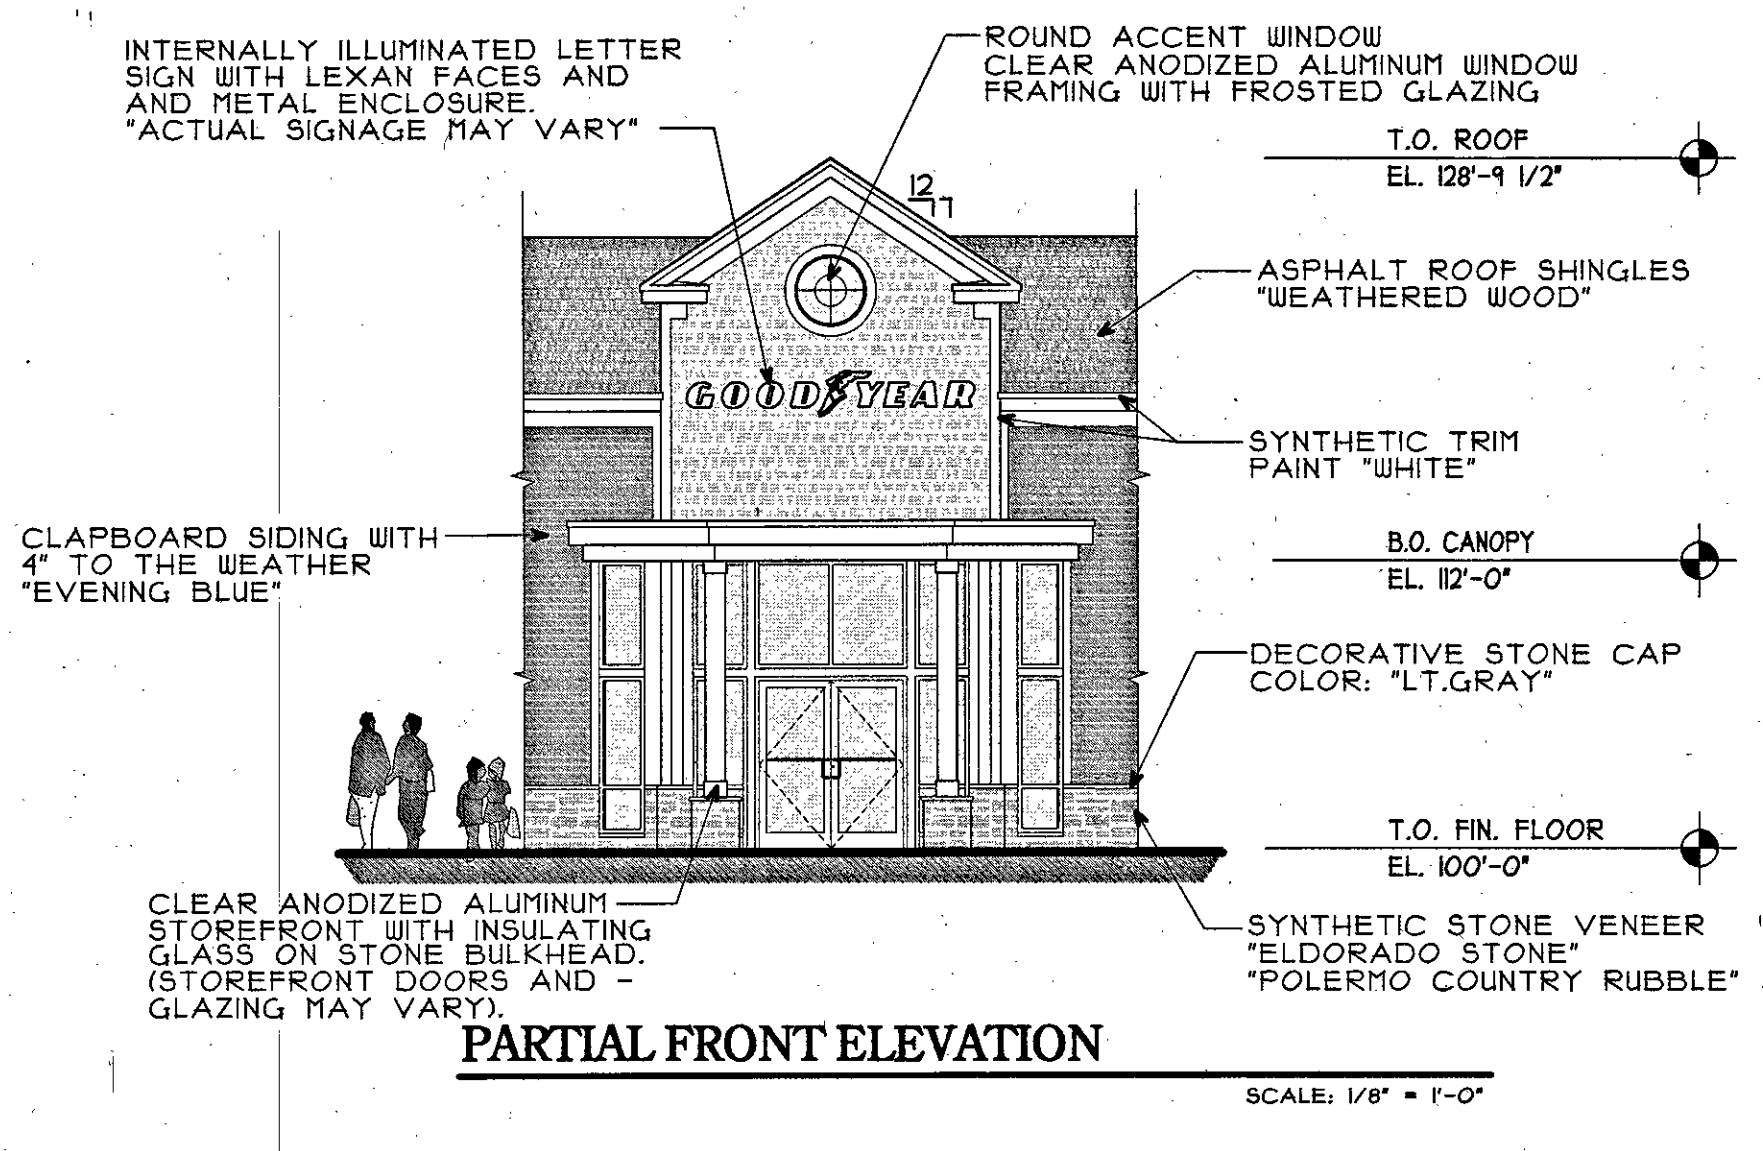 INTERNALLY ILLUMINATED LETTER
SIGN WITH LEXAN FACES AND
AND METAL ENCLOSURE.
"ACTUAL SIGNAGE MAY VARY"
ROUND ACCENT WINDOW
CLEAR ANODIZED ALUMINUM WINDOW
FRAMING WITH FROSTED GLAZING
T.O. ROOF
EL. 128'-9 1/2"
12
17
ASPHALT ROOF SHINGLES
"WEATHERED WOOD"
GOODYEAR
SYNTHETIC TRIM
PAINT "WHITE"
CLAPBOARD SIDING WITH
4" TO THE WEATHER
"EVENING BLUE"
B.O. CANOPY
EL. 112'-0"
DECORATIVE STONE CAP
COLOR: "LT.GRAY"
T.O. FIN. FLOOR
EL. 100'-0"
CLEAR ANODIZED ALUMINUM
STOREFRONT WITH INSULATING
GLASS ON STONE BULKHEAD.
(STOREFRONT DOORS AND -
GLAZING MAY VARY).
SYNTHETIC STONE VENEER
"ELDORADO STONE"
"POLERMO COUNTRY RUBBLE"
PARTIAL FRONT ELEVATION
SCALE: 1/8" = 1'-0"